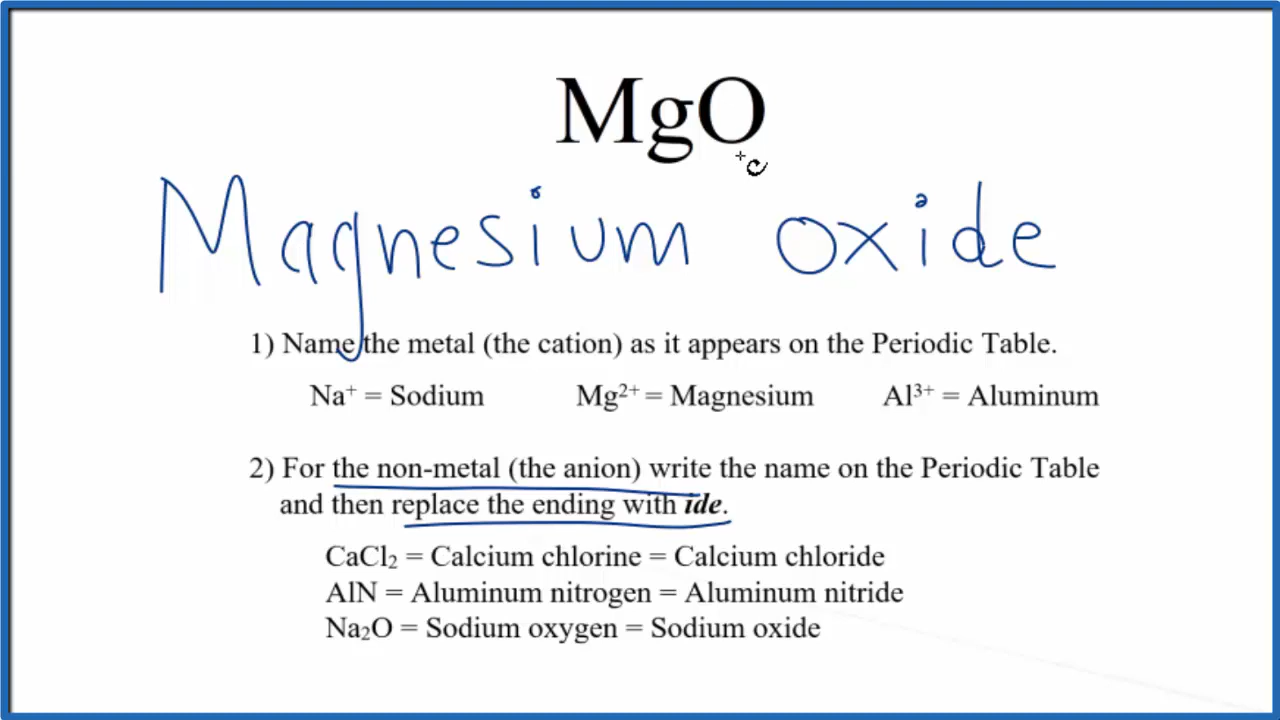 MgO
Magnesium oxide
1) Name the metal (the cation) as it appears on the Periodic Table.
Na⁺ = Sodium Mg²⁺ = Magnesium Al³⁺ = Aluminum
2) For the non-metal (the anion) write the name on the Periodic Table
and then replace the ending with ide.
CaCl₂ = Calcium chlorine = Calcium chloride
AlN = Aluminum nitrogen = Aluminum nitride
Na₂O = Sodium oxygen = Sodium oxide